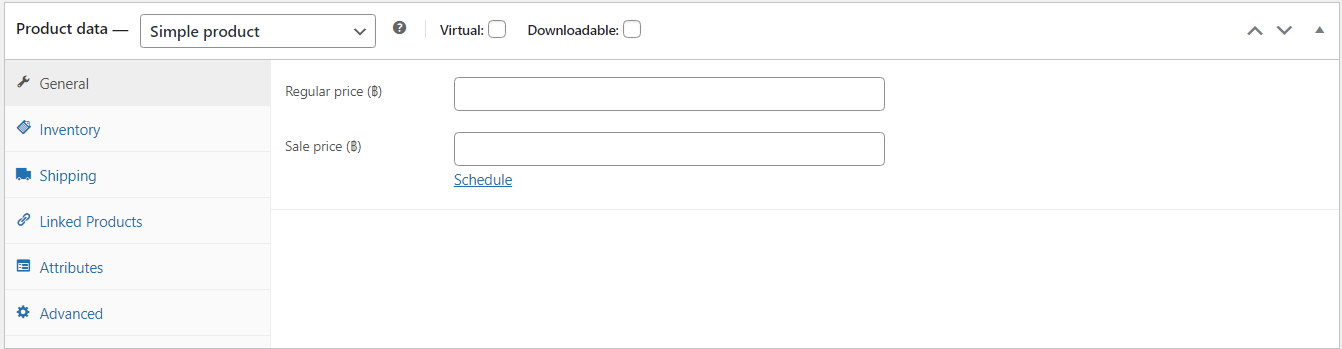 Product data — Simple product Virtual: Downloadable:
General
Inventory
Shipping
Linked Products
Attributes
Advanced
Regular price (฿)
Sale price (฿)
Schedule